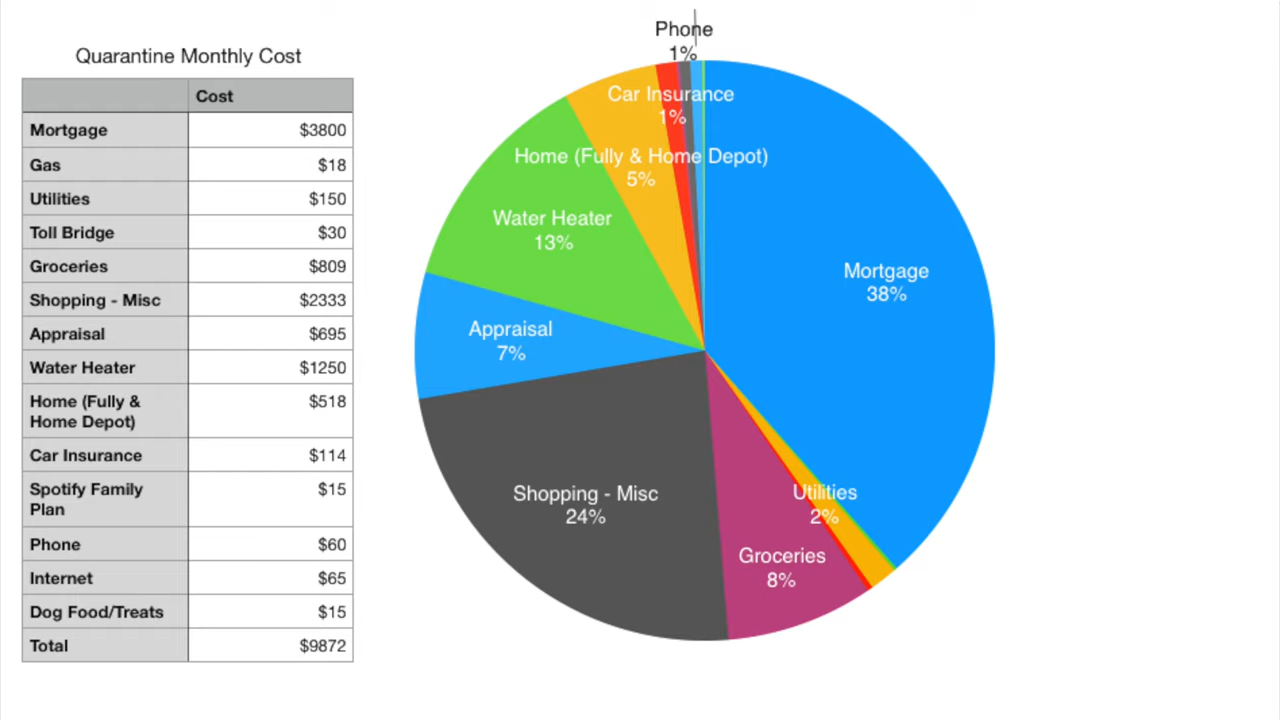 Quarantine Monthly Cost
Cost
Mortgage $3800
Gas $18
Utilities $150
Toll Bridge $30
Groceries $809
Shopping - Misc $2333
Appraisal $695
Water Heater $1250
Home (Fully & $518
Home Depot)
Car Insurance $114
Spotify Family $15
Plan
Phone $60
Internet $65
Dog Food/Treats $15
Total $9872
Phone
1%
Car Insurance
1%
Home (Fully & Home Depot)
5%
Water Heater
13%
Mortgage
38%
Appraisal
7%
Shopping - Misc
24%
Utilities
2%
Groceries
8%